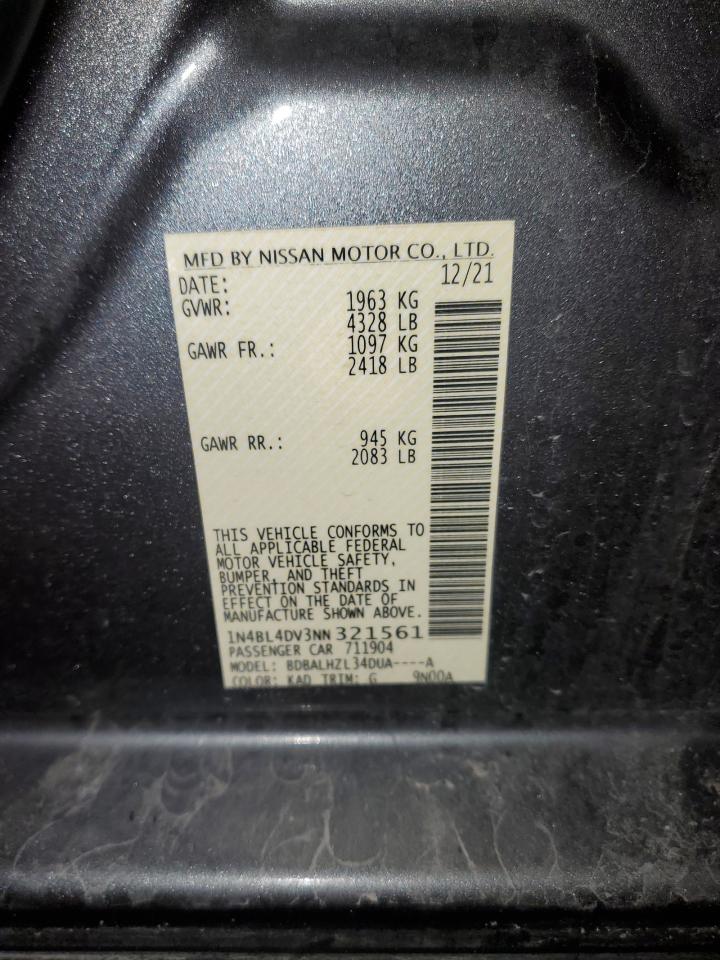 MFD BY NISSAN MOTOR CO., LTD.
DATE: 12/21
GVWR: 1963 KG
4328 LB
GAWR FR.: 1097 KG
2418 LB
GAWR RR.: 945 KG
2083 LB
THIS VEHICLE CONFORMS TO
ALL APPLICABLE FEDERAL
MOTOR VEHICLE SAFETY,
BUMPER, AND THEFT
PREVENTION STANDARDS IN
EFFECT ON THE DATE OF
MANUFACTURE SHOWN ABOVE.
1N4BL4DV3NN 321561
PASSENGER CAR 711904
MODEL: BDBALHZL34DUA----A
COLOR: KAD TRIM: G 9N00A